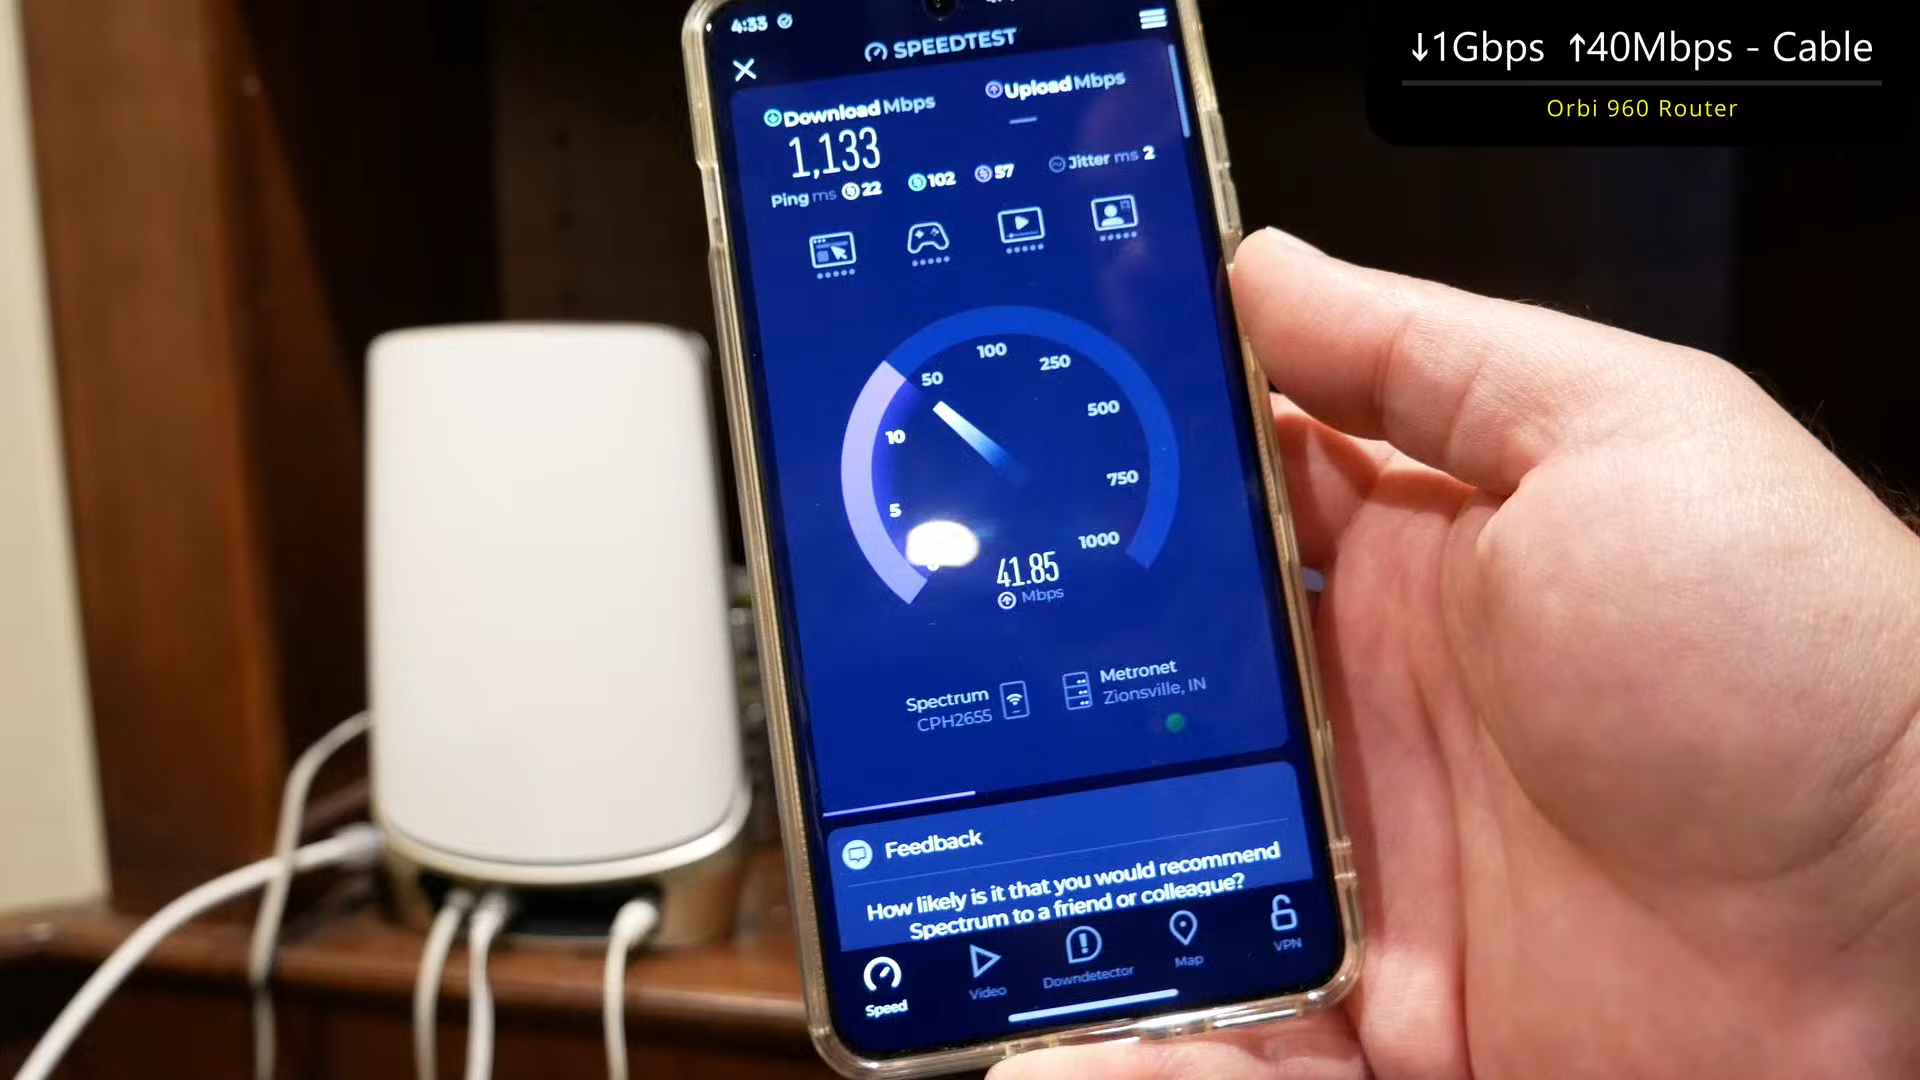 ↓1Gbps ↑40Mbps - Cable
Orbi 960 Router
4:33
SPEEDTEST
Download Mbps
Upload Mbps
1,133
—
Ping ms 22 102 57 Jitter ms 2
5
10
50
100
250
500
750
1000
41.85
Mbps
Spectrum
CPH2655
Metronet
Zionsville, IN
Feedback
How likely is it that you would recommend
Spectrum to a friend or colleague?
Speed
Video
Downdetector
Map
VPN